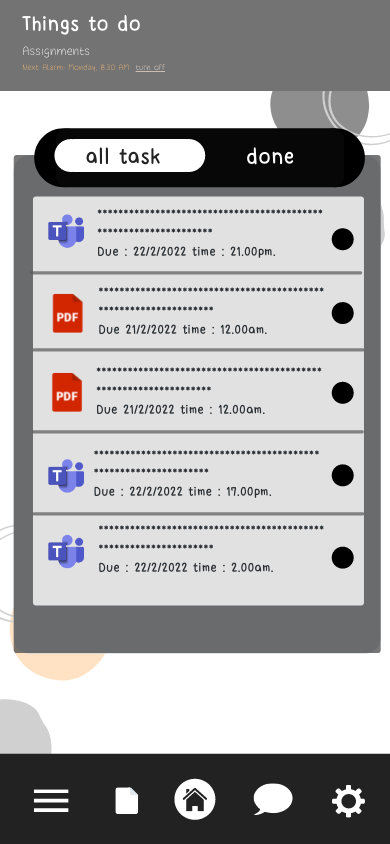 Things to do
Assignments
Next Alarm: Monday, 8.30 AM ture off
all task
done
*******************************************
**********************
Due : 22/2/2022 time : 21.00pm.
*******************************************
**********************
Due 21/2/2022 time : 12.00am.
*******************************************
**********************
Due 21/2/2022 time : 12.00am.
*******************************************
**********************
Due : 22/2/2022 time : 17.00pm.
*******************************************
**********************
Due : 22/2/2022 time : 2.00am.
T
PDF
PDF
T
T